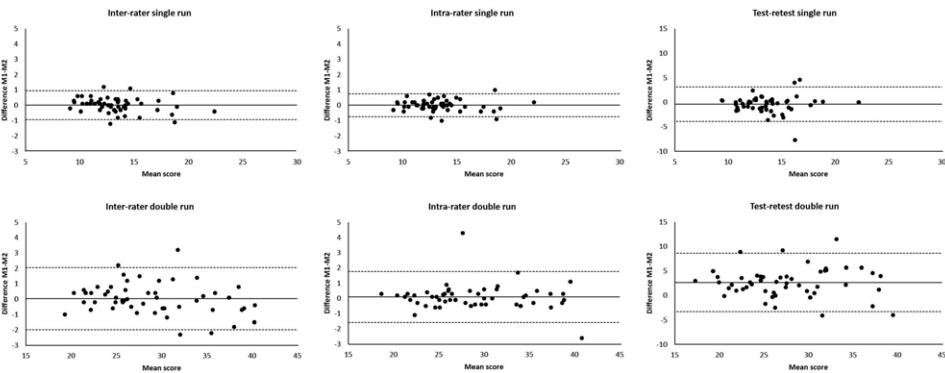 Inter-rater single run
Difference M1-M2
5
4
3
2
1
0
-1
-2
-3
5 10 15 20 25 30
Mean score
Intra-rater single run
Difference M1-M2
5
4
3
2
1
0
-1
-2
-3
5 10 15 20 25 30
Mean score
Test-retest single run
Difference M1-M2
15
10
5
0
-5
-10
5 10 15 20 25 30
Mean score
Inter-rater double run
Difference M1-M2
5
4
3
2
1
0
-1
-2
-3
15 20 25 30 35 40 45
Mean score
Intra-rater double run
Difference M1-M2
5
4
3
2
1
0
-1
-2
-3
15 20 25 30 35 40 45
Mean score
Test-retest double run
Difference M1-M2
15
10
5
0
-5
-10
15 20 25 30 35 40 45
Mean score